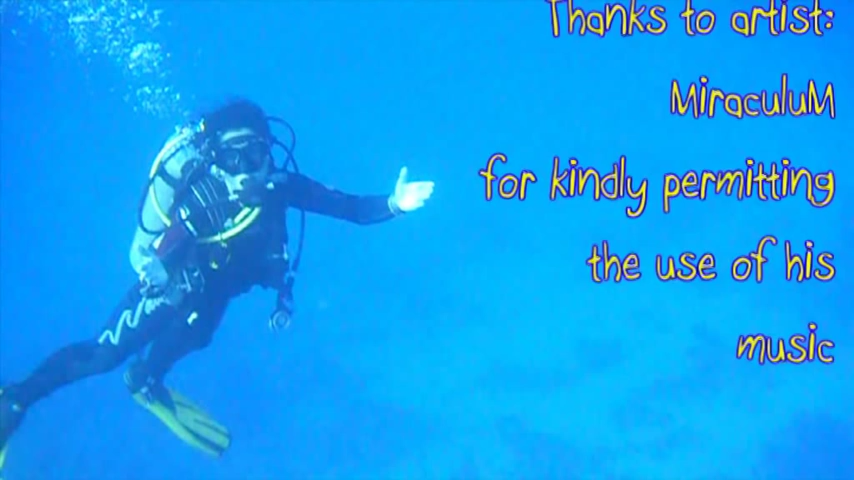 Thanks to artist:
MiraculuM
for kindly permitting
the use of his
music